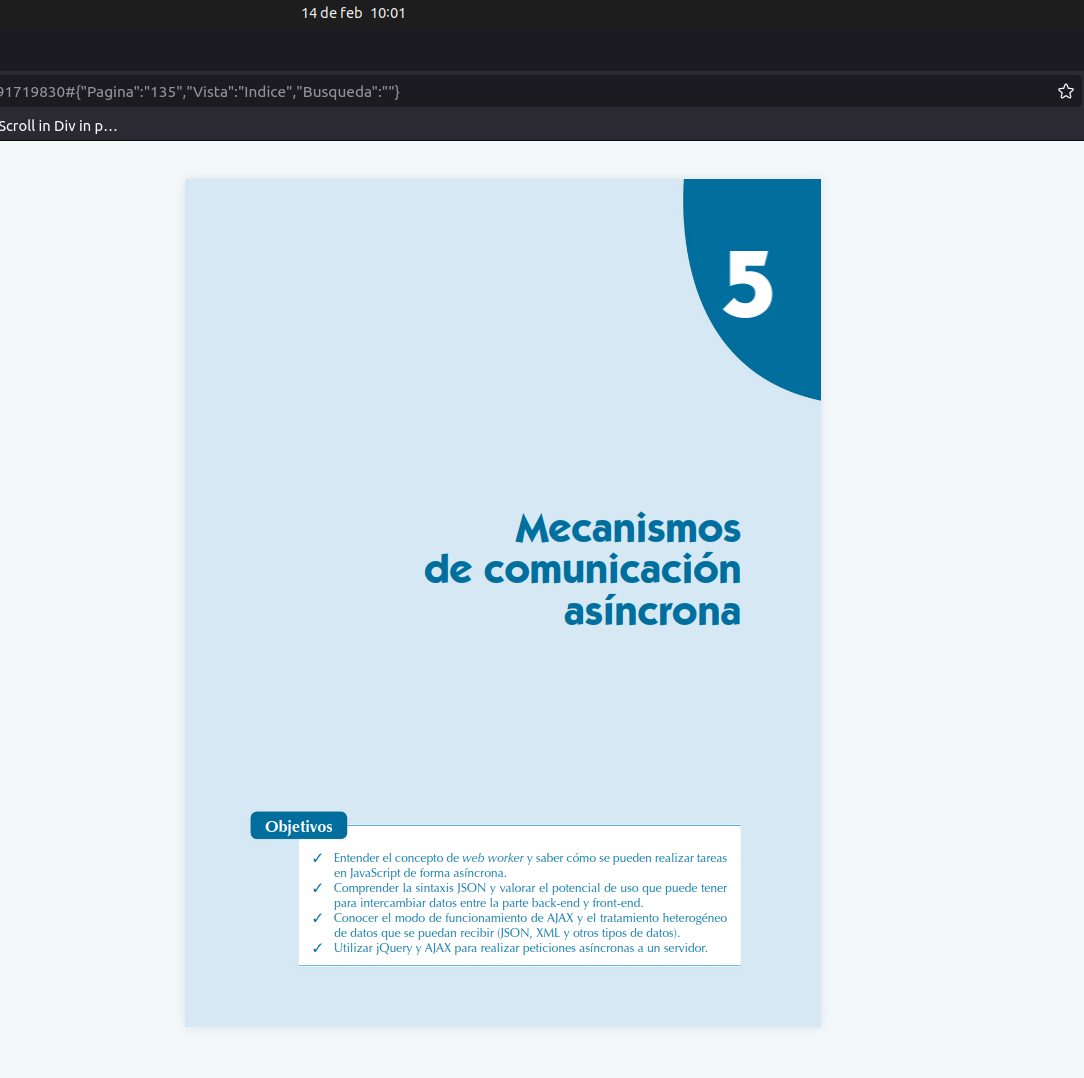 14 de feb 10:01
91719830#{"Pagina":"135","Vista":"Indice","Busqueda":""}
Scroll in Div in p...
5
Mecanismos
de comunicación
asíncrona
Objetivos
✓ Entender el concepto de web worker y saber cómo se pueden realizar tareas
en JavaScript de forma asíncrona.
✓ Comprender la sintaxis JSON y valorar el potencial de uso que puede tener
para intercambiar datos entre la parte back-end y front-end.
✓ Conocer el modo de funcionamiento de AJAX y el tratamiento heterogéneo
de datos que se puedan recibir (JSON, XML y otros tipos de datos).
✓ Utilizar jQuery y AJAX para realizar peticiones asíncronas a un servidor.